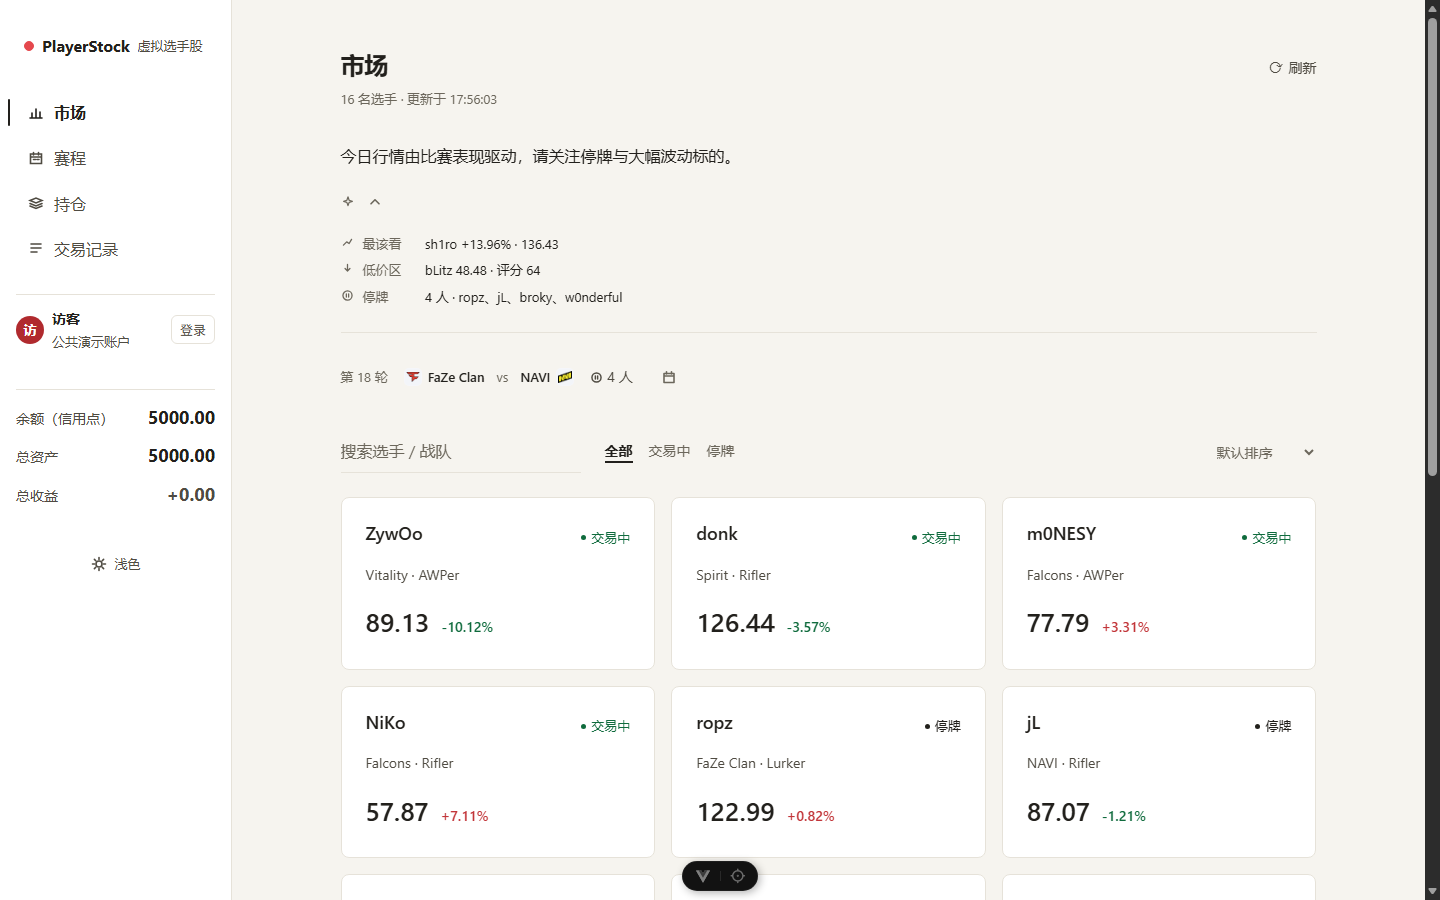 PlayerStock 虚拟选手股
市场
赛程
持仓
交易记录
访 访客 登录
公共演示账户
余额（信用点） 5000.00
总资产 5000.00
总收益 +0.00
浅色
市场
刷新
16 名选手 · 更新于 17:56:03
今日行情由比赛表现驱动，请关注停牌与大幅波动标的。
最该看 sh1ro +13.96% · 136.43
低价区 bLitz 48.48 · 评分 64
停牌 4 人 · ropz、jL、broky、w0nderful
第 18 轮 FaZe Clan vs NAVI 4 人
搜索选手 / 战队 全部 交易中 停牌 默认排序
ZywOo 交易中
Vitality · AWPer
89.13 -10.12%
donk 交易中
Spirit · Rifler
126.44 -3.57%
m0NESY 交易中
Falcons · AWPer
77.79 +3.31%
NiKo 交易中
Falcons · Rifler
57.87 +7.11%
ropz 停牌
FaZe Clan · Lurker
122.99 +0.82%
jL 停牌
NAVI · Rifler
87.07 -1.21%